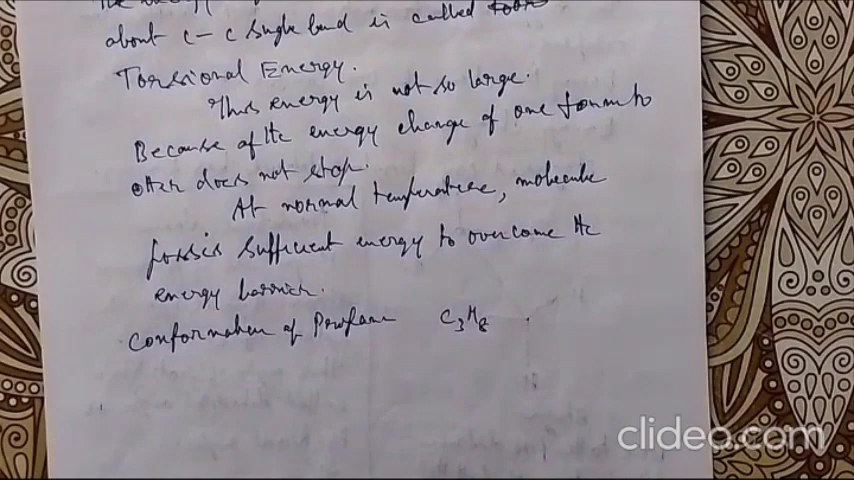 The energy
about C-C single bond is called
Torsional Energy.
This energy is not so large.
Because of the energy change of one form to
other does not stop.
At normal temperature, molecule
posses sufficient energy to overcome the
energy barrier.
Conformation of Propane C3H8
clideo.com